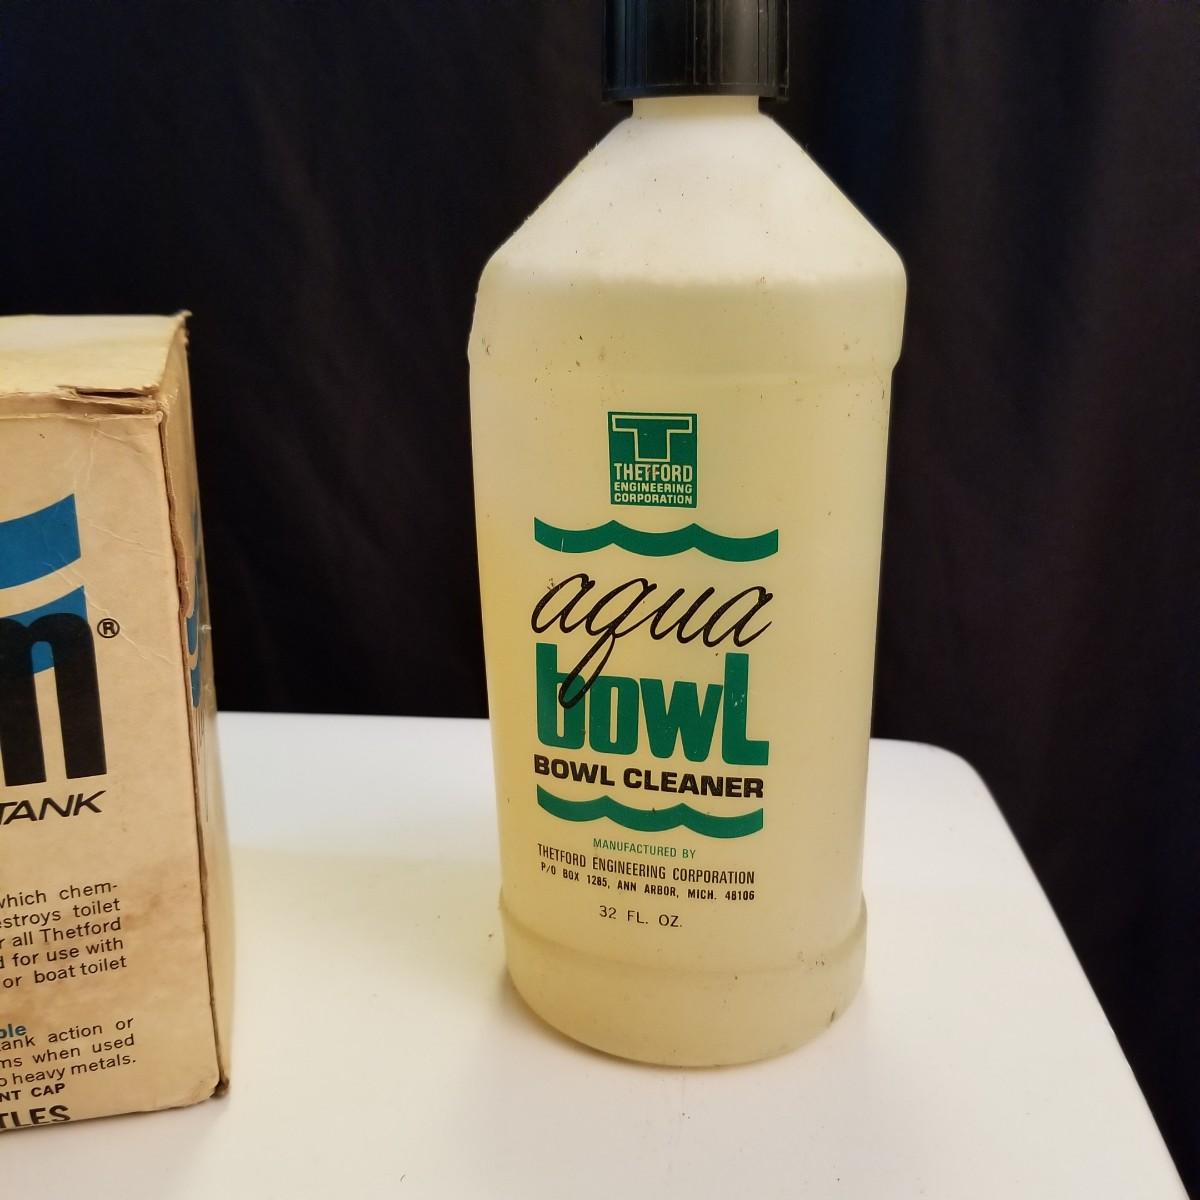 m®
TANK
which chem-
estroys toilet
r all Thetford
d for use with
or boat toilet
ble
tank action or
ms when used
o heavy metals.
NT CAP
TLES
T
THETFORD
ENGINEERING
CORPORATION
aqua
bowl
BOWL CLEANER
MANUFACTURED BY
THETFORD ENGINEERING CORPORATION
P/O BOX 1285, ANN ARBOR, MICH. 48106
32 FL. OZ.